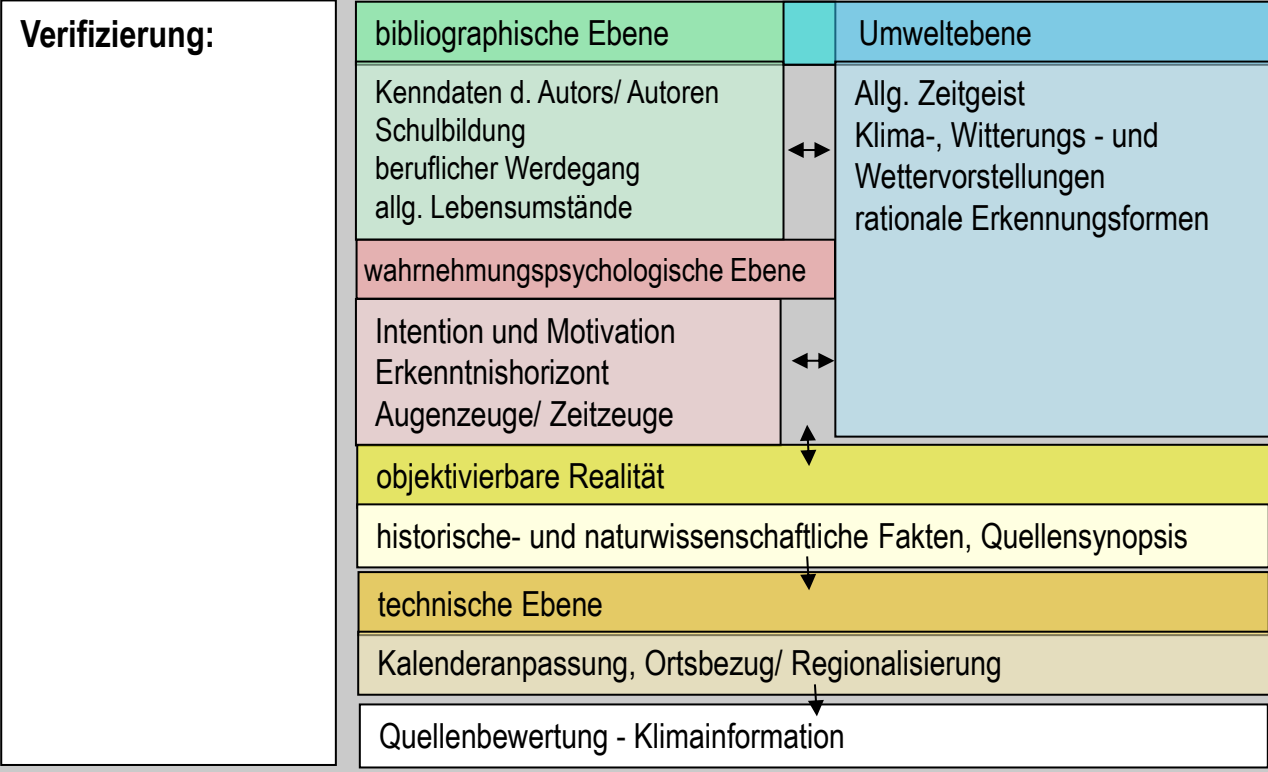 Verifizierung:
bibliographische Ebene
Umweltebene
Kenndaten d. Autors/ Autoren
Schulbildung
beruflicher Werdegang
allg. Lebensumstände
Allg. Zeitgeist
Klima-, Witterungs - und
Wettervorstellungen
rationale Erkennungsformen
wahrnehmungspsychologische Ebene
Intention und Motivation
Erkenntnishorizont
Augenzeuge/ Zeitzeuge
objektivierbare Realität
historische- und naturwissenschaftliche Fakten, Quellensynopsis
technische Ebene
Kalenderanpassung, Ortsbezug/ Regionalisierung
Quellenbewertung - Klimainformation